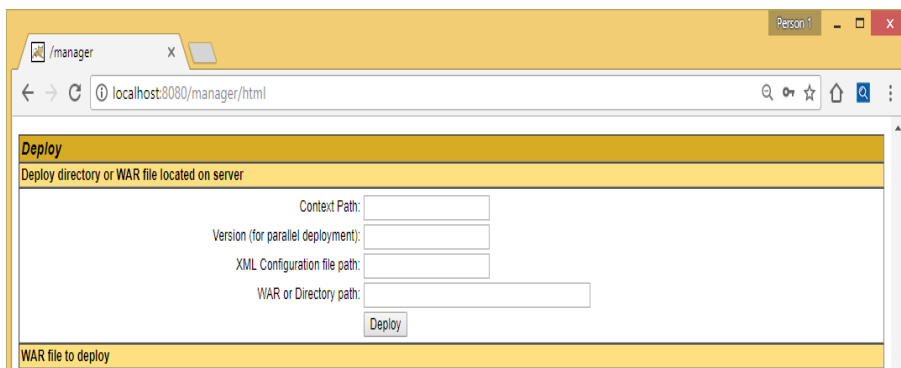 Person 1
/manager
localhost:8080/manager/html
Deploy
Deploy directory or WAR file located on server
Context Path:
Version (for parallel deployment):
XML Configuration file path:
WAR or Directory path:
Deploy
WAR file to deploy